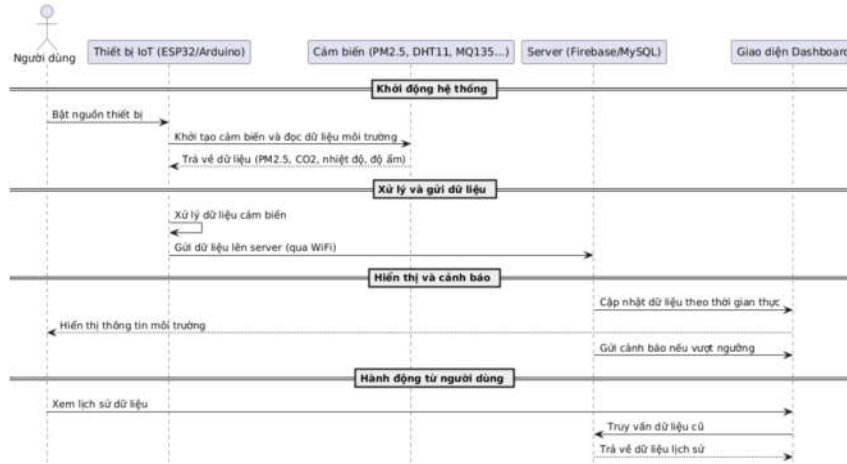 Người dùng
Thiết bị IoT (ESP32/Arduino)
Cảm biến (PM2.5, DHT11, MQ135...)
Server (Firebase/MySQL)
Giao diện Dashboard
Khởi động hệ thống
Bật nguồn thiết bị
Khởi tạo cảm biến và đọc dữ liệu môi trường
Trả về dữ liệu (PM2.5, CO2, nhiệt độ, độ ẩm)
Xử lý và gửi dữ liệu
Xử lý dữ liệu cảm biến
Gửi dữ liệu lên server (qua WiFi)
Hiển thị và cảnh báo
Cập nhật dữ liệu theo thời gian thực
Hiển thị thông tin môi trường
Gửi cảnh báo nếu vượt ngưỡng
Hành động từ người dùng
Xem lịch sử dữ liệu
Truy vấn dữ liệu cũ
Trả về dữ liệu lịch sử